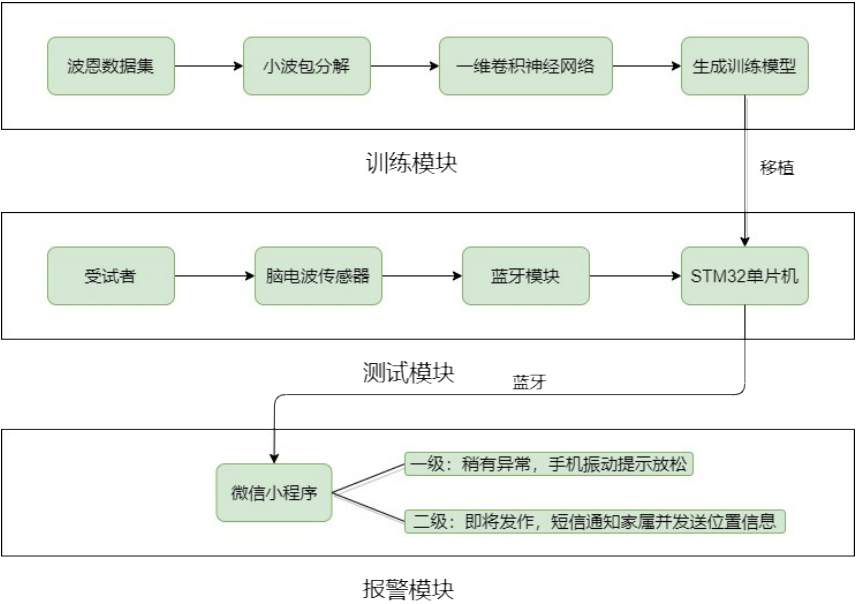 波恩数据集
小波包分解
一维卷积神经网络
生成训练模型
训练模块
移植
受试者
脑电波传感器
蓝牙模块
STM32单片机
测试模块
蓝牙
微信小程序
一级：稍有异常，手机振动提示放松
二级：即将发作，短信通知家属并发送位置信息
报警模块